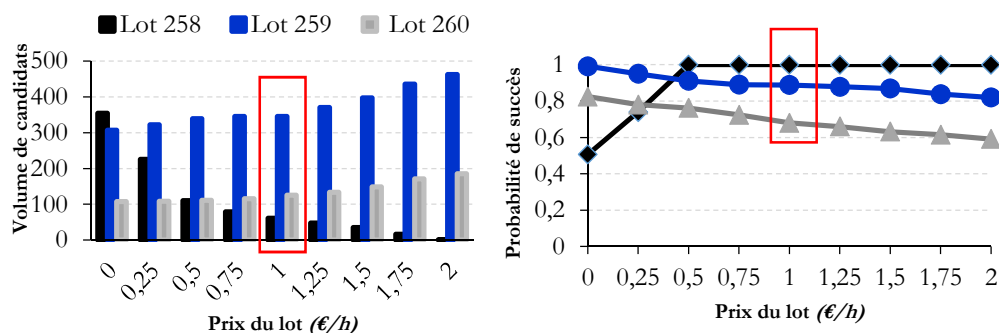 Lot 258 Lot 259 Lot 260
Volume de candidats
500
400
300
200
100
0
0 0,25 0,5 0,75 1 1,25 1,5 1,75 2
Prix du lot (€/h)
Probabilité de succès
1
0,8
0,6
0,4
0,2
0
0 0,25 0,5 0,75 1 1,25 1,5 1,75 2
Prix du lot (€/h)